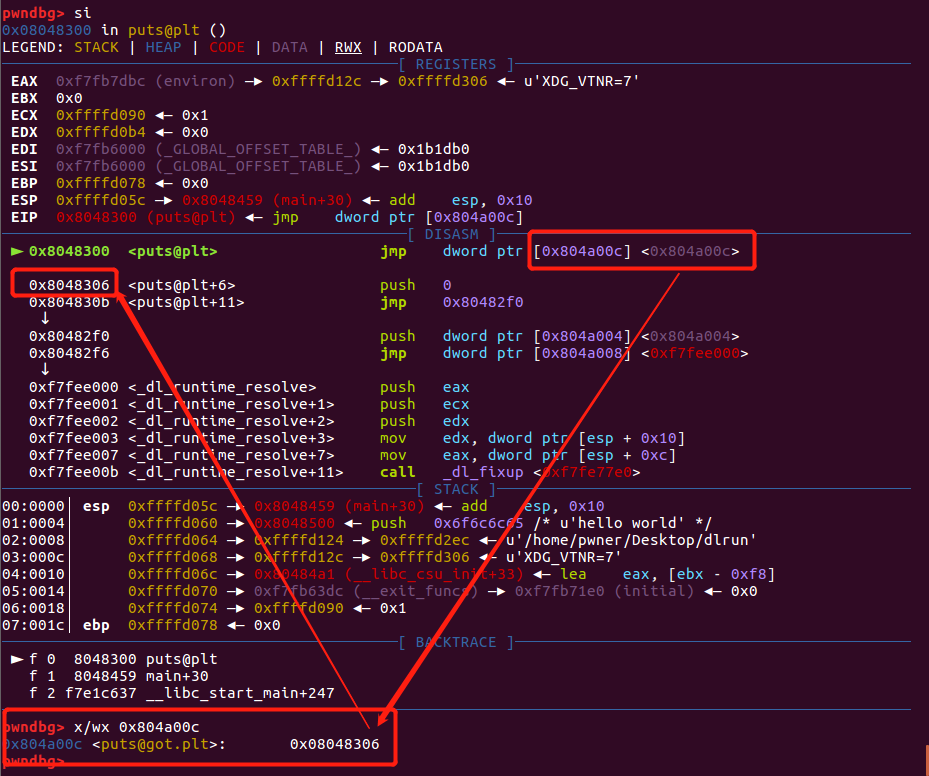 pwndbg> si
0x08048300 in puts@plt ()
LEGEND: STACK | HEAP | CODE | DATA | RWX | RODATA
[ REGISTERS ]
EAX  0xf7fb7dbc (environ) —▸ 0xffffd12c —▸ 0xffffd306 ◂— u'XDG_VTNR=7'
EBX  0x0
ECX  0xffffd090 ◂— 0x1
EDX  0xffffd0b4 ◂— 0x0
EDI  0xf7fb6000 (_GLOBAL_OFFSET_TABLE_) ◂— 0x1b1db0
ESI  0xf7fb6000 (_GLOBAL_OFFSET_TABLE_) ◂— 0x1b1db0
EBP  0xffffd078 ◂— 0x0
ESP  0xffffd05c —▸ 0x8048459 (main+30) ◂— add    esp, 0x10
EIP  0x8048300 (puts@plt) ◂— jmp    dword ptr [0x804a00c]
[ DISASM ]
► 0x8048300  <puts@plt>    jmp    dword ptr [0x804a00c] <0x804a00c>
0x8048306  <puts@plt+6>    push   0
0x804830b  <puts@plt+11>    jmp    0x80482f0
↓
0x80482f0    push   dword ptr [0x804a004] <0x804a004>
0x80482f6    jmp    dword ptr [0x804a008] <0xf7fee000>
↓
0xf7fee000 <_dl_runtime_resolve>    push   eax
0xf7fee001 <_dl_runtime_resolve+1>    push   ecx
0xf7fee002 <_dl_runtime_resolve+2>    push   edx
0xf7fee003 <_dl_runtime_resolve+3>    mov    edx, dword ptr [esp + 0x10]
0xf7fee007 <_dl_runtime_resolve+7>    mov    eax, dword ptr [esp + 0xc]
0xf7fee00b <_dl_runtime_resolve+11>    call   _dl_fixup <0xf7fe77e0>
[ STACK ]
00:0000│ esp  0xffffd05c —▸ 0x8048459 (main+30) ◂— add    esp, 0x10
01:0004│      0xffffd060 —▸ 0x8048500 ◂— push   0x6f6c6c65 /* u'hello world' */
02:0008│      0xffffd064 —▸ 0xffffd124 —▸ 0xffffd2ec ◂— u'/home/pwner/Desktop/dlrun'
03:000c│      0xffffd068 —▸ 0xffffd12c —▸ 0xffffd306 ◂— u'XDG_VTNR=7'
04:0010│      0xffffd06c —▸ 0x80484a1 (__libc_csu_init+33) ◂— lea    eax, [ebx - 0xf8]
05:0014│      0xffffd070 —▸ 0xf7fb63dc (__exit_funcs) —▸ 0xf7fb71e0 (initial) ◂— 0x0
06:0018│      0xffffd074 —▸ 0xffffd090 ◂— 0x1
07:001c│ ebp  0xffffd078 ◂— 0x0
[ BACKTRACE ]
► f 0  8048300 puts@plt
f 1  8048459 main+30
f 2 f7e1c637 __libc_start_main+247
pwndbg> x/wx 0x804a00c
0x804a00c <puts@got.plt>:	0x08048306
pwndbg>